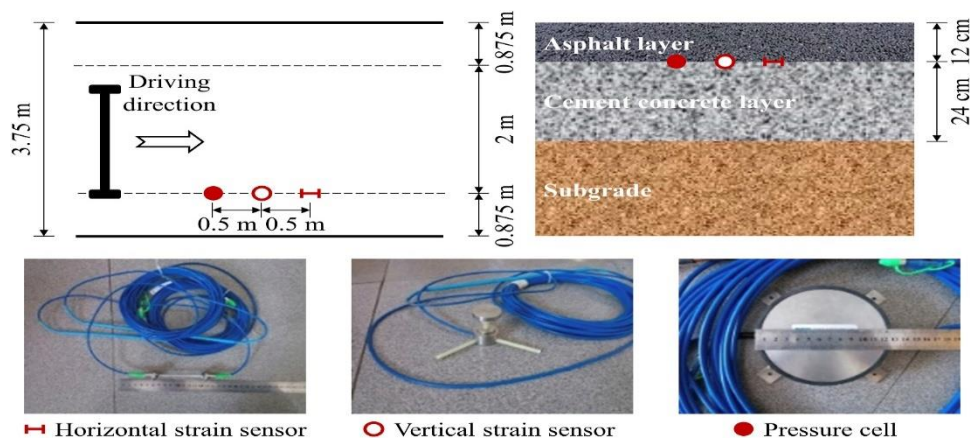 3.75 m
Driving
direction
0.5 m 0.5 m
0.875 m
2 m
0.875 m
Asphalt layer
Cement concrete layer
Subgrade
12 cm
24 cm
Horizontal strain sensor
Vertical strain sensor
Pressure cell